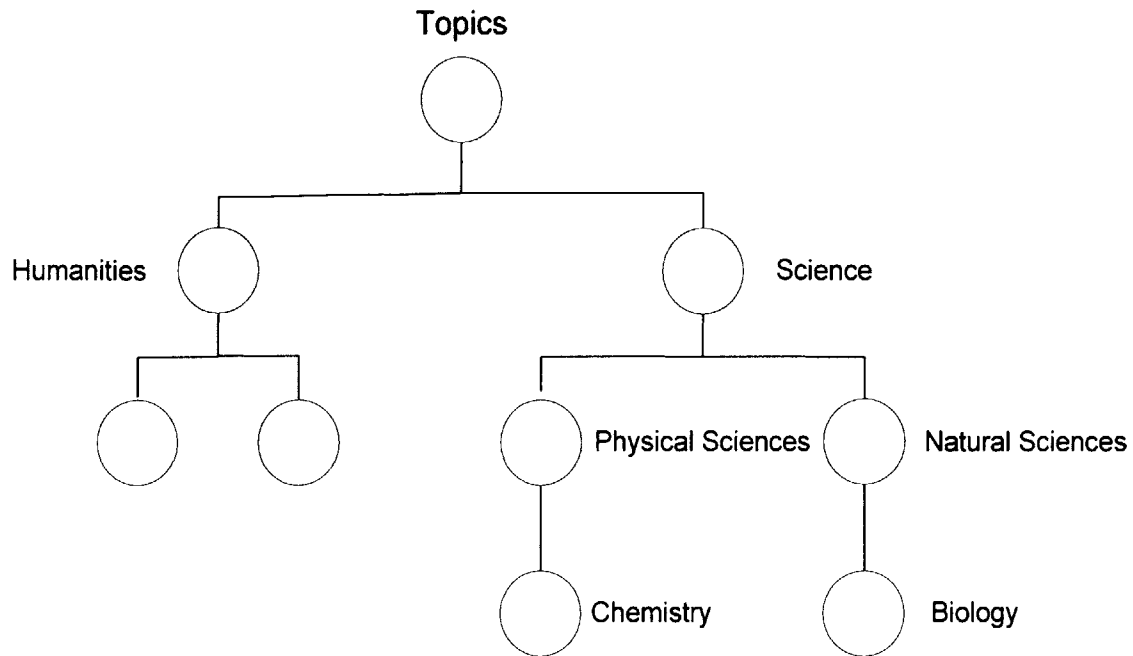 Topics
Humanities
Science
Physical Sciences
Natural Sciences
Chemistry
Biology